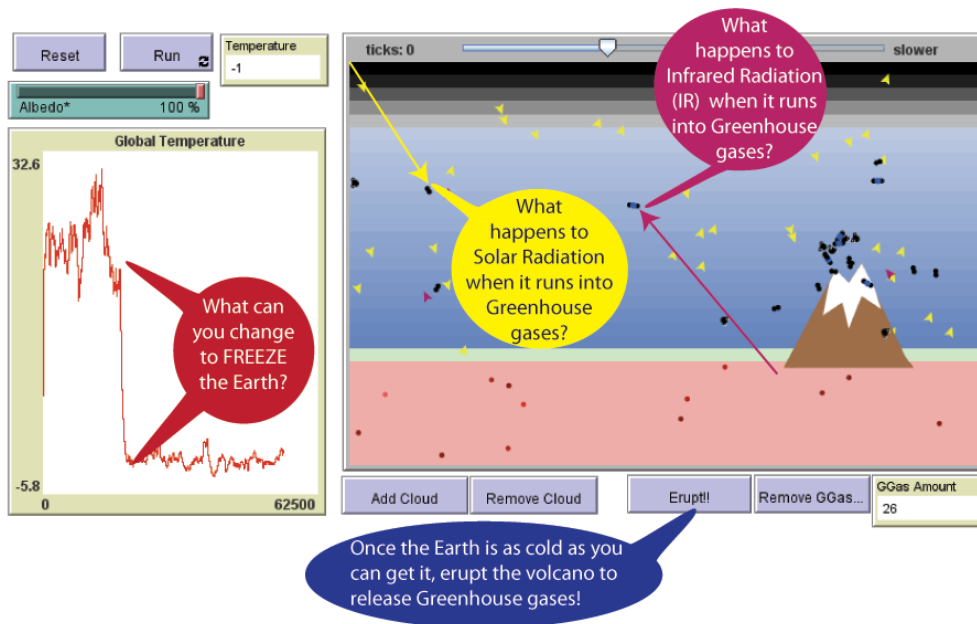 Reset
Run
Temperature
-1
Albedo*
100 %
Global Temperature
32.6
-5.8
0
62500
What can
you change
to FREEZE
the Earth?
ticks: 0
slower
What
happens to
Infrared Radiation
(IR) when it runs
into Greenhouse
gases?
What
happens to
Solar Radiation
when it runs into
Greenhouse
gases?
Add Cloud
Remove Cloud
Erupt!!
Remove GGas...
GGas Amount
26
Once the Earth is as cold as you
can get it, erupt the volcano to
release Greenhouse gases!